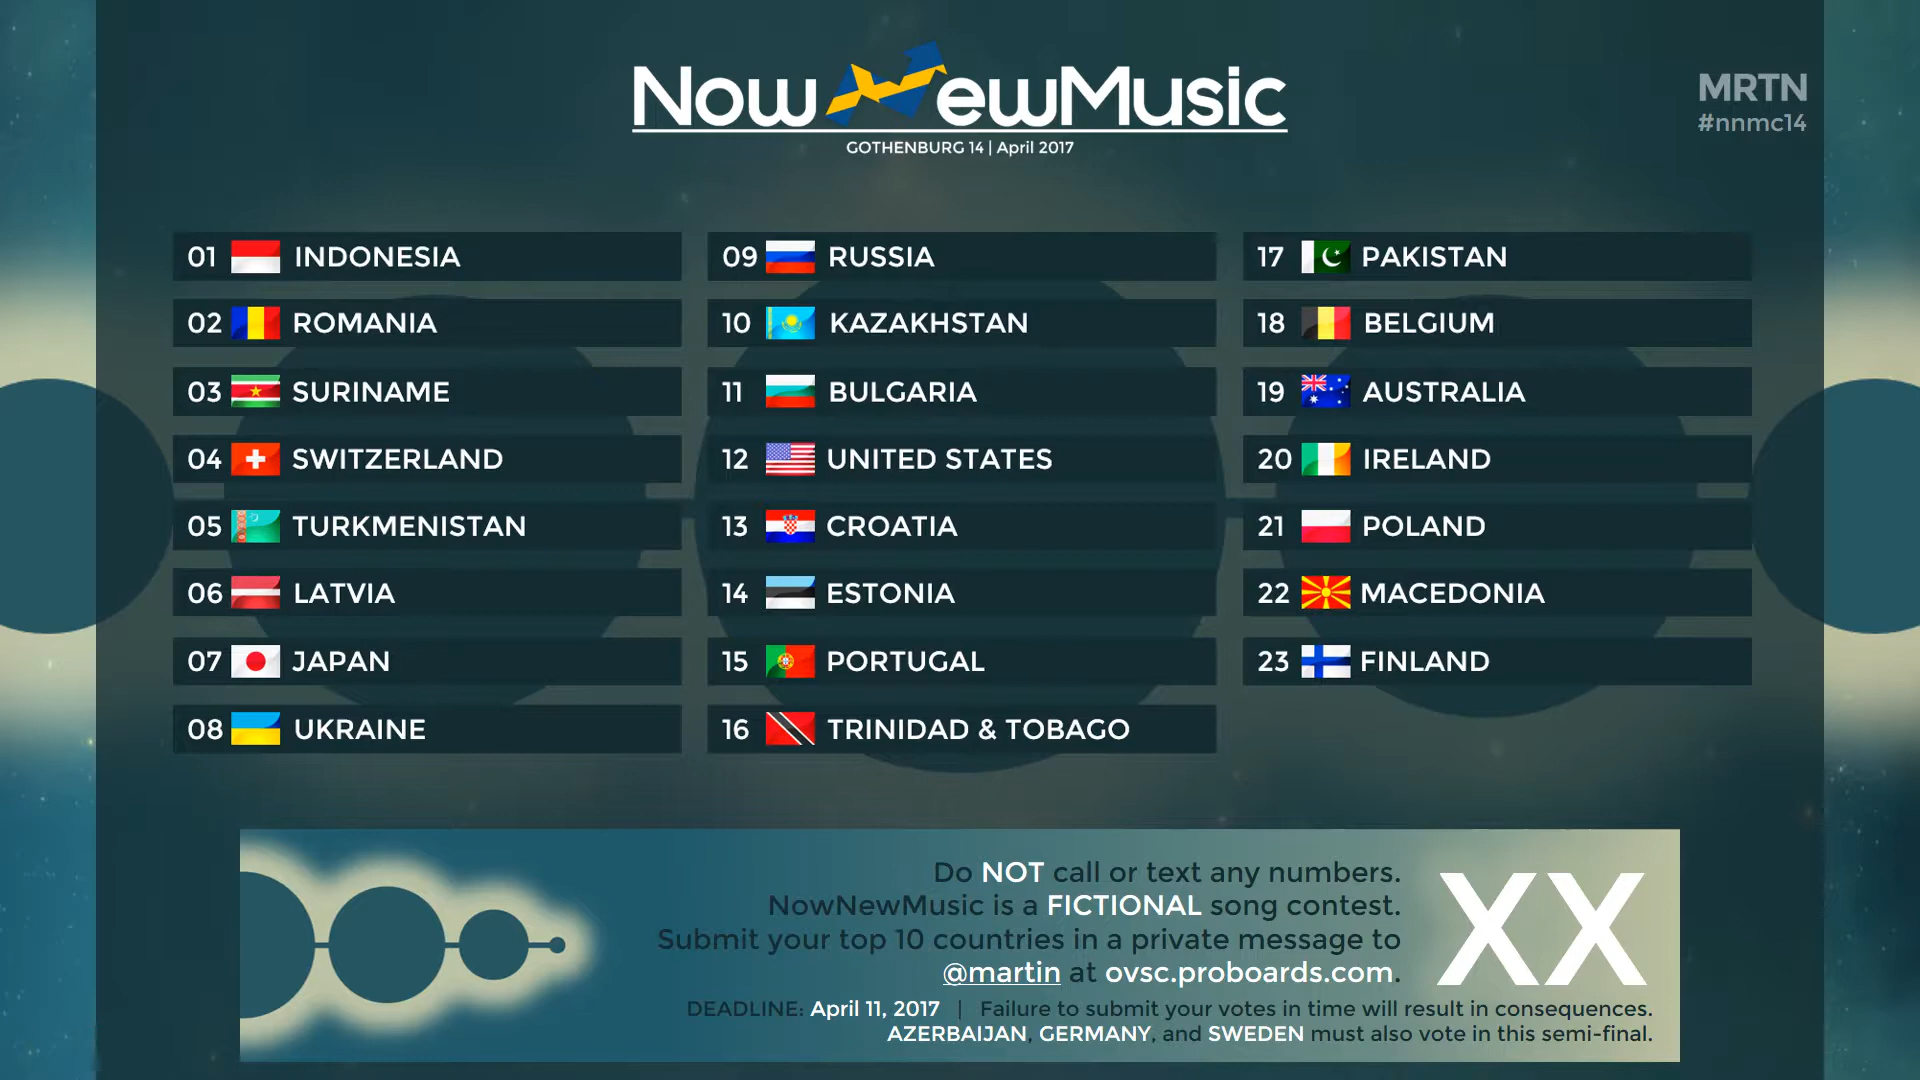 NowNewMusic
GOTHENBURG 14 | April 2017
MRTN
#nnmc14
01 INDONESIA
02 ROMANIA
03 SURINAME
04 SWITZERLAND
05 TURKMENISTAN
06 LATVIA
07 JAPAN
08 UKRAINE
09 RUSSIA
10 KAZAKHSTAN
11 BULGARIA
12 UNITED STATES
13 CROATIA
14 ESTONIA
15 PORTUGAL
16 TRINIDAD & TOBAGO
17 PAKISTAN
18 BELGIUM
19 AUSTRALIA
20 IRELAND
21 POLAND
22 MACEDONIA
23 FINLAND
Do NOT call or text any numbers.
NowNewMusic is a FICTIONAL song contest.
Submit your top 10 countries in a private message to
@martin at ovsc.proboards.com.
XX
DEADLINE: April 11, 2017 | Failure to submit your votes in time will result in consequences.
AZERBAIJAN, GERMANY, and SWEDEN must also vote in this semi-final.